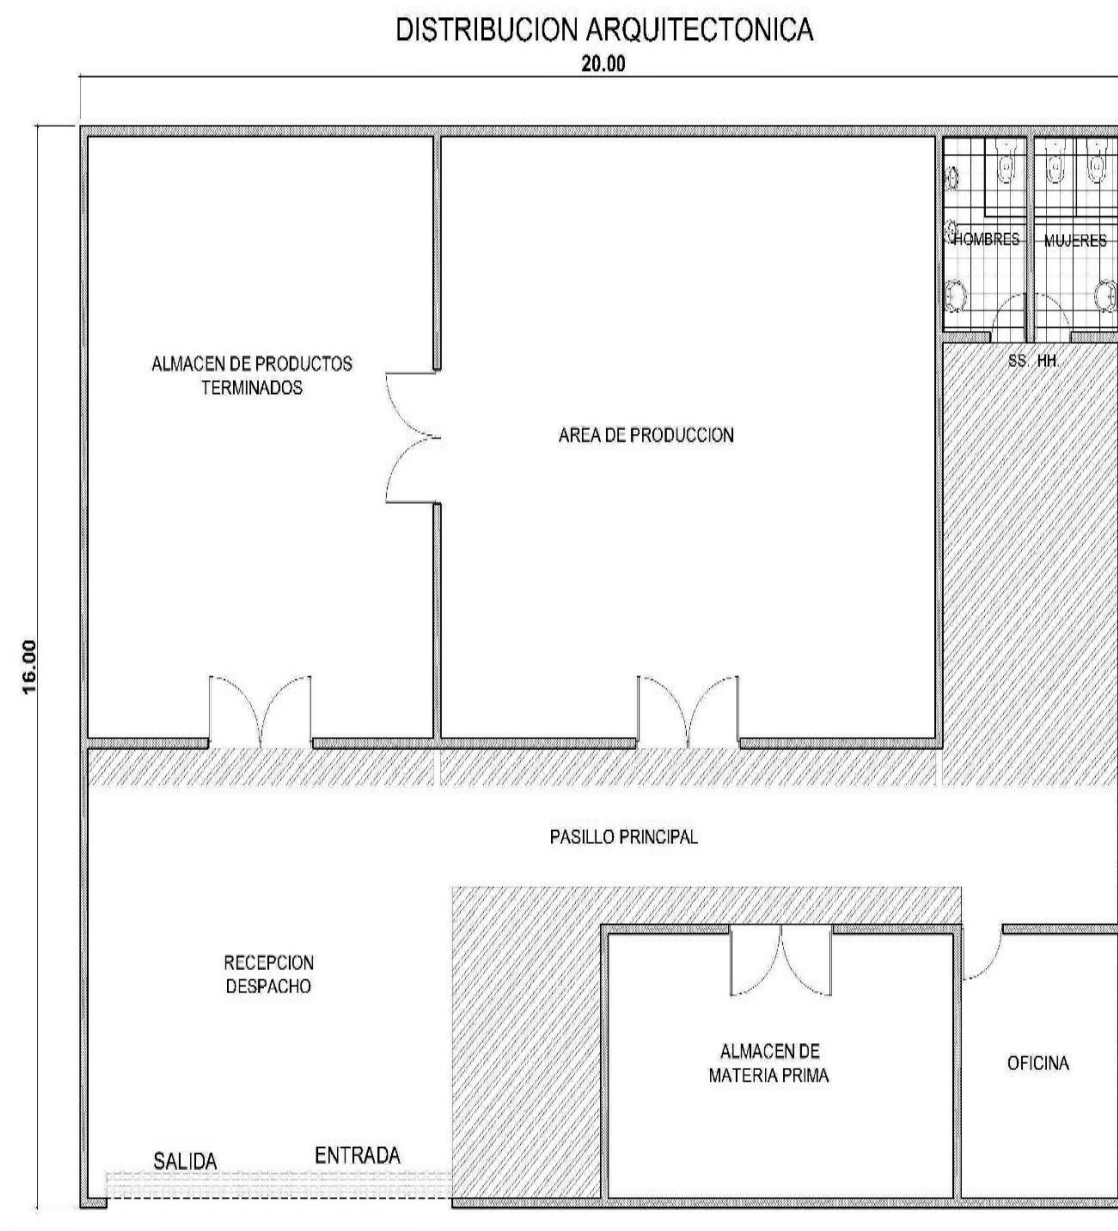 DISTRIBUCION ARQUITECTONICA
20.00
16.00
HOMBRES
MUJERES
SS. HH.
ALMACEN DE PRODUCTOS
TERMINADOS
AREA DE PRODUCCION
PASILLO PRINCIPAL
RECEPCION
DESPACHO
ALMACEN DE
MATERIA PRIMA
OFICINA
SALIDA
ENTRADA